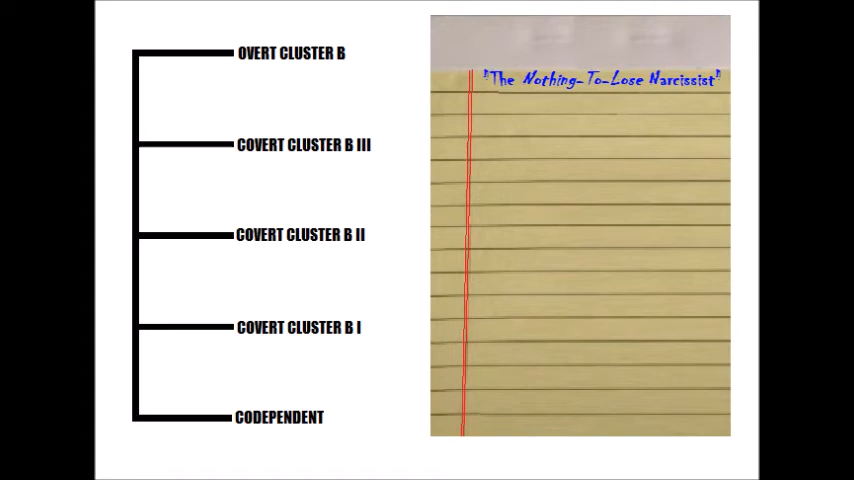 OVERT CLUSTER B
COVERT CLUSTER B III
COVERT CLUSTER B II
COVERT CLUSTER B I
CODEPENDENT
"The Nothing-To-Lose Narcissist"